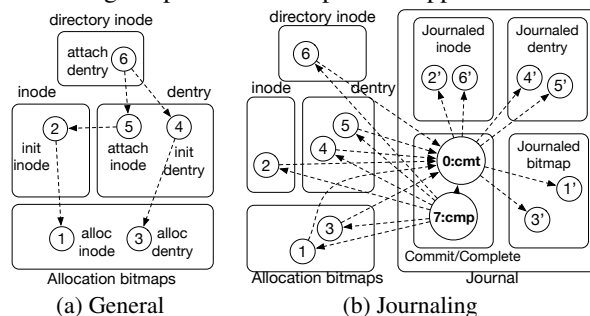 directory inode
attach
dentry
6
inode
dentry
2
5
4
init
inode
attach
inode
init
dentry
1
alloc
inode
3
alloc
dentry
Allocation bitmaps
(a) General
directory inode
6
inode
dentry
5
4
2
3
1
Allocation bitmaps
Journaled
inode
2' 6'
Journaled
dentry
4' 5'
0:cmt
7:cmp
Commit/Complete
Journaled
bitmap
1'
3'
Journal
(b) Journaling